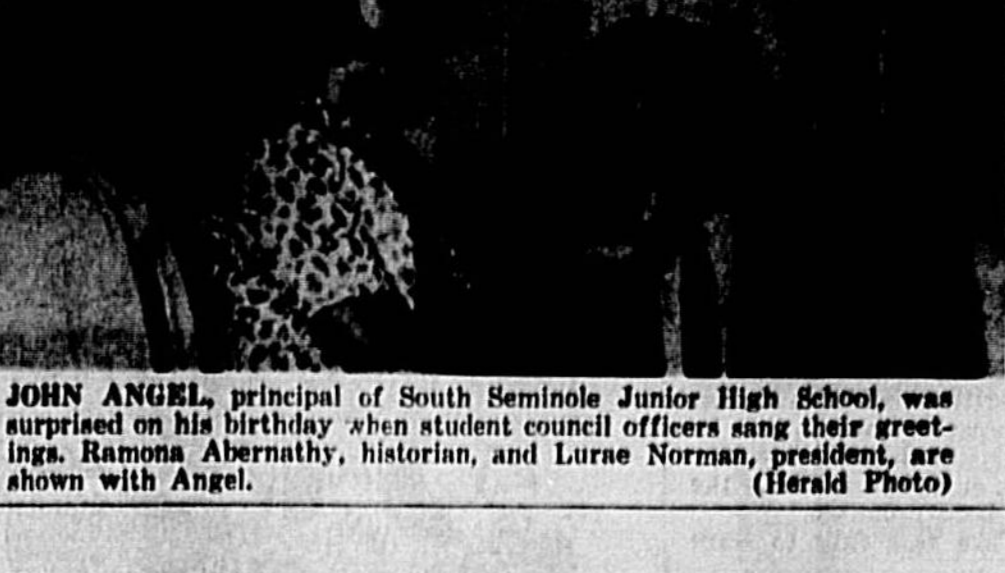 JOHN ANGEL, principal of South Seminole Junior High School, was
surprised on his birthday when student council officers sang their greet-
ings. Ramona Abernathy, historian, and Lurae Norman, president, are
shown with Angel. (Herald Photo)